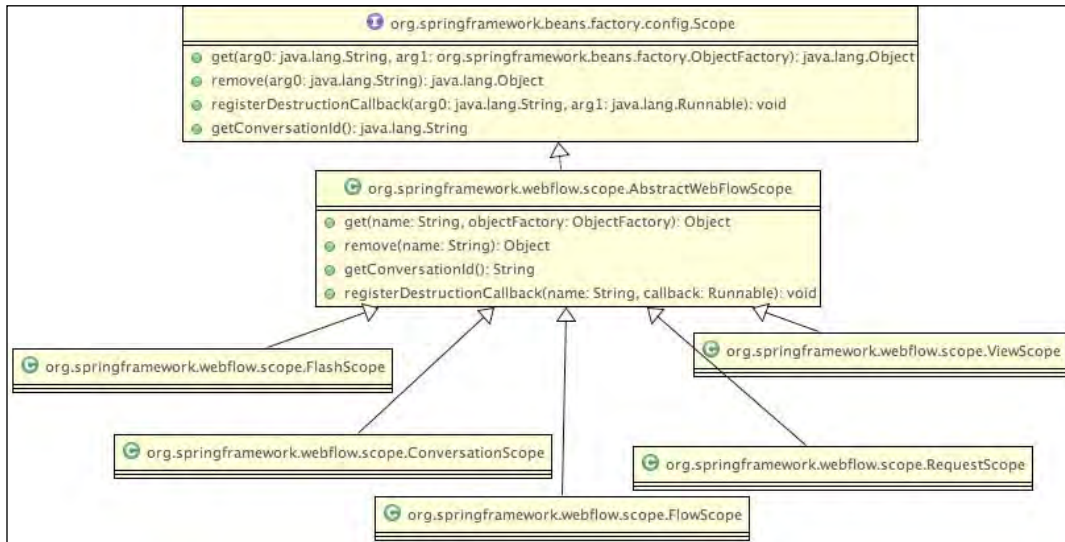 org.springframework.beans.factory.config.Scope
get(arg0: java.lang.String, arg1: org.springframework.beans.factory.ObjectFactory): java.lang.Object
remove(arg0: java.lang.String): java.lang.Object
registerDestructionCallback(arg0: java.lang.String, arg1: java.lang.Runnable): void
getConversationId(): java.lang.String
org.springframework.webflow.scope.AbstractWebFlowScope
get(name: String, objectFactory: ObjectFactory): Object
remove(name: String): Object
getConversationId(): String
registerDestructionCallback(name: String, callback: Runnable): void
org.springframework.webflow.scope.ViewScope
org.springframework.webflow.scope.FlashScope
org.springframework.webflow.scope.ConversationScope
org.springframework.webflow.scope.RequestScope
org.springframework.webflow.scope.FlowScope